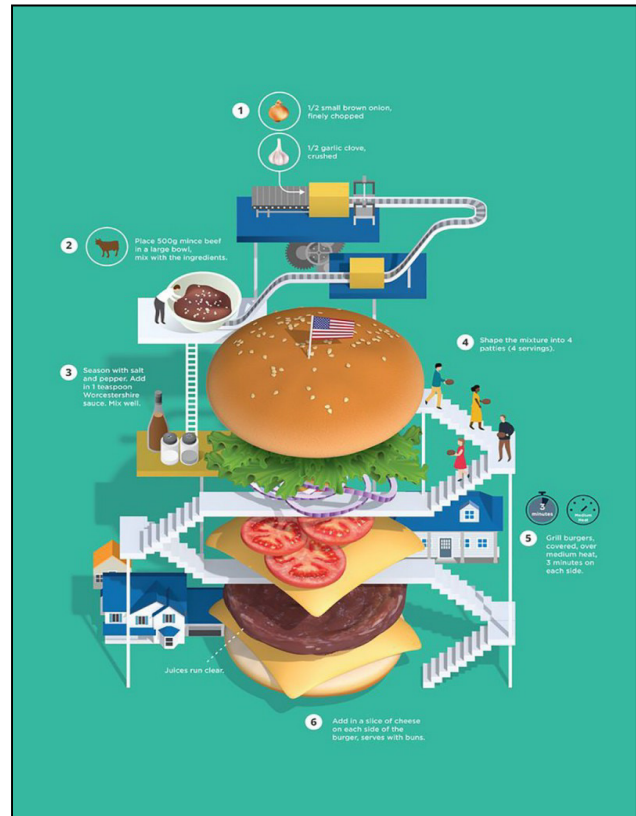 1
1/2 small brown onion,
finely chopped
1/2 garlic clove,
crushed
2
Place 500g mince beef
in a large bowl,
mix with the ingredients.
3
Season with salt
and pepper. Add
in 1 teaspoon
Worcestershire
sauce. Mix well.
4
Shape the mixture into 4
patties (4 servings).
3
minutes
medium
heat
5
Grill burgers,
covered, over
medium heat,
3 minutes on
each side.
Juices run clear.
6
Add in a slice of cheese
on each side of the
burger, serves with buns.